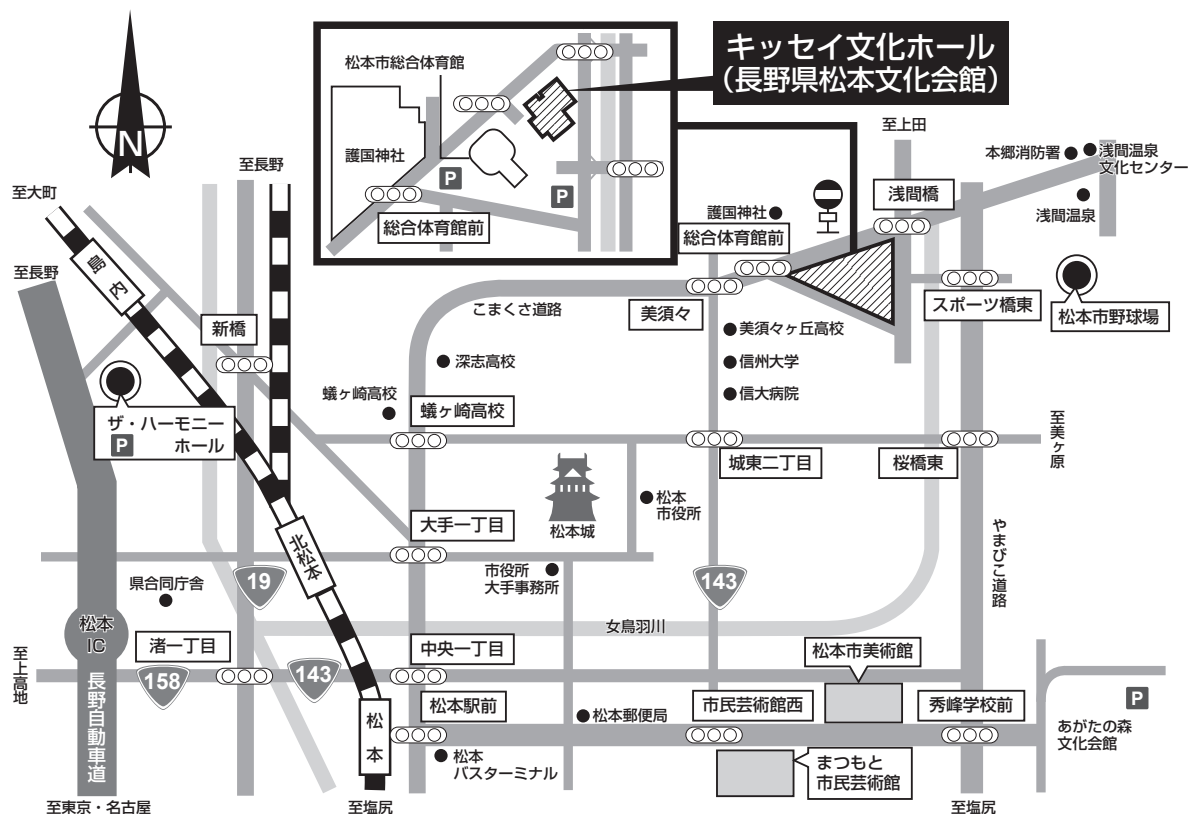 キッセイ文化ホール
（長野県松本文化会館）
松本市総合体育館
護国神社
P
P
総合体育館前
N
至長野
至大町
至長野
島内
新橋
至上田
浅間橋
本郷消防署
浅間温泉
文化センター
浅間温泉
護国神社
総合体育館前
美須々
こまくさ道路
スポーツ橋東
松本市野球場
美須々ヶ丘高校
信州大学
信大病院
深志高校
蟻ヶ崎高校
蟻ヶ崎高校
ザ・ハーモニー
P ホール
城東二丁目
桜橋東
至美ヶ原
松本城
松本
市役所
大手一丁目
北松本
市役所
大手事務所
県合同庁舎
19
143
やまびこ道路
女鳥羽川
松本
IC
渚一丁目
158
143
中央一丁目
松本市美術館
至上高地
長野自動車道
松本
松本駅前
松本郵便局
市民芸術館西
秀峰学校前
P
あがたの森
文化会館
松本
バスターミナル
まつもと
市民芸術館
至東京・名古屋
至塩尻
至塩尻